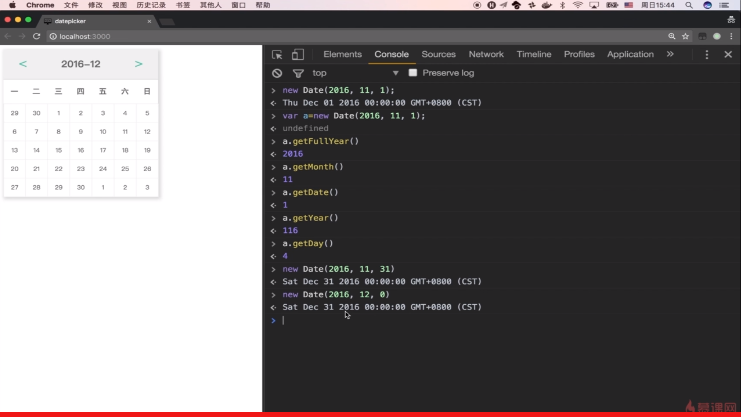 Chrome 文件 修改 视图 历史记录 书签 其他人 窗口 帮助 周日15:44
datepicker ×
localhost:3000
< 2016-12 >
一 二 三 四 五 六 日
29 30 1 2 3 4 5
6 7 8 9 10 11 12
13 14 15 16 17 18 19
20 21 22 23 24 25 26
27 28 29 30 1 2 3
Elements Console Sources Network Timeline Profiles Application »
top Preserve log
> new Date(2016, 11, 1);
Thu Dec 01 2016 00:00:00 GMT+0800 (CST)
> var a=new Date(2016, 11, 1);
undefined
> a.getFullYear()
2016
> a.getMonth()
11
> a.getDate()
1
> a.getYear()
116
> a.getDay()
4
> new Date(2016, 11, 31)
Sat Dec 31 2016 00:00:00 GMT+0800 (CST)
> new Date(2016, 12, 0)
Sat Dec 31 2016 00:00:00 GMT+0800 (CST)
>
慕课网